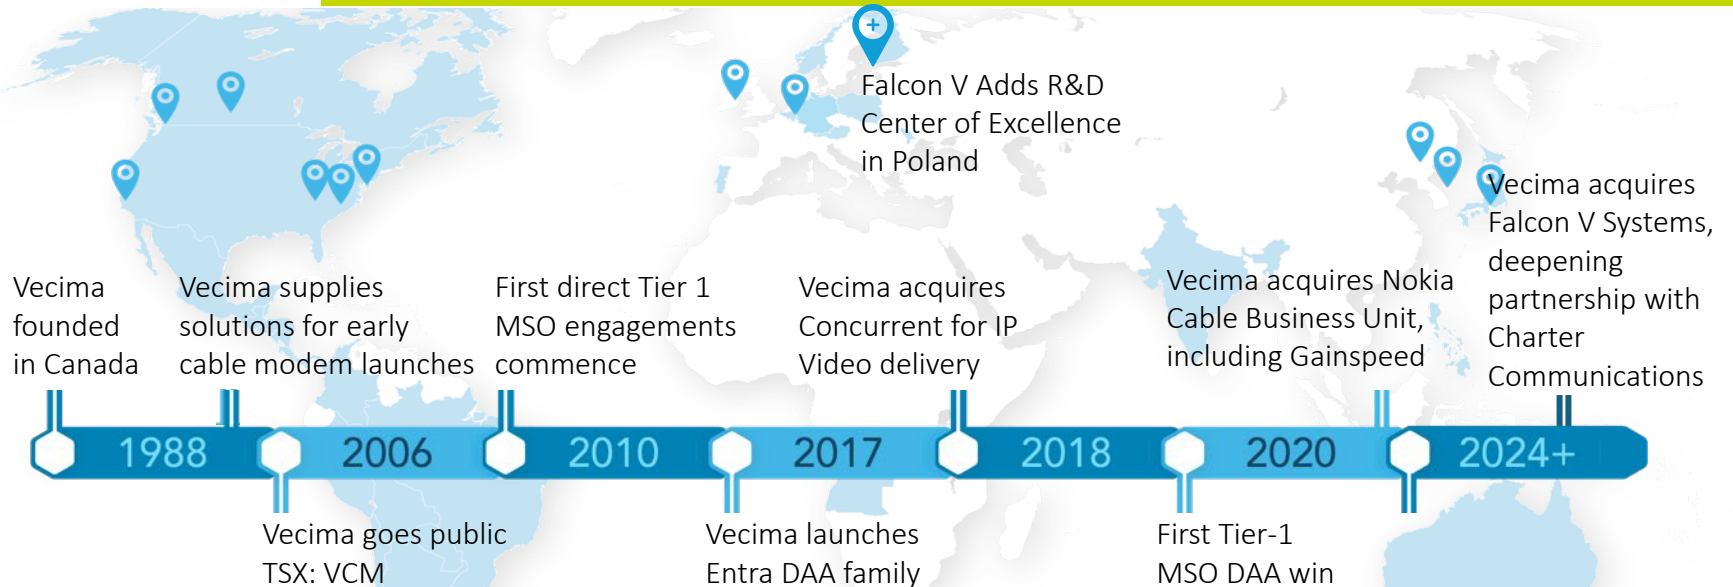 Falcon V Adds R&D
Center of Excellence
in Poland
Vecima
founded
in Canada
Vecima supplies
solutions for early
cable modem launches
First direct Tier 1
MSO engagements
commence
Vecima acquires
Concurrent for IP
Video delivery
Vecima acquires Nokia
Cable Business Unit,
including Gainspeed
Vecima acquires
Falcon V Systems,
deepening
partnership with
Charter
Communications
1988
2006
2010
2017
2018
2020
2024+
Vecima goes public
TSX: VCM
Vecima launches
Entra DAA family
First Tier-1
MSO DAA win